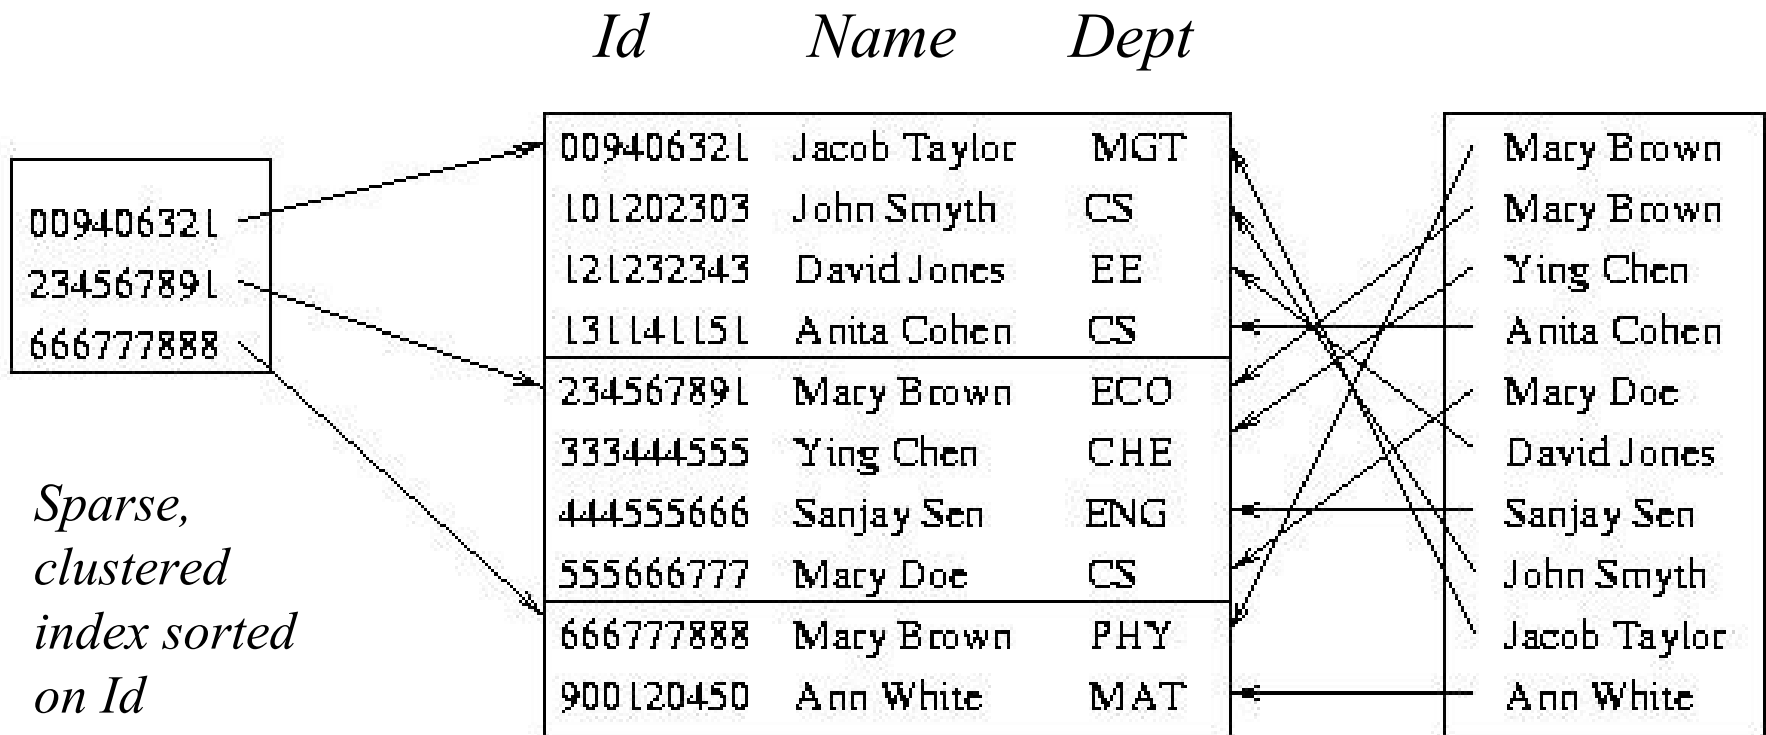 Id Name Dept
009406321
234567891
666777888
Sparse,
clustered
index sorted
on Id
009406321 Jacob Taylor MGT
101202303 John Smyth CS
121232343 David Jones EE
131141151 Anita Cohen CS
234567891 Mary Brown ECO
333444555 Ying Chen CHE
444555666 Sanjay Sen ENG
555666777 Mary Doe CS
666777888 Mary Brown PHY
900120450 Ann White MAT
Mary Brown
Mary Brown
Ying Chen
Anita Cohen
Mary Doe
David Jones
Sanjay Sen
John Smyth
Jacob Taylor
Ann White